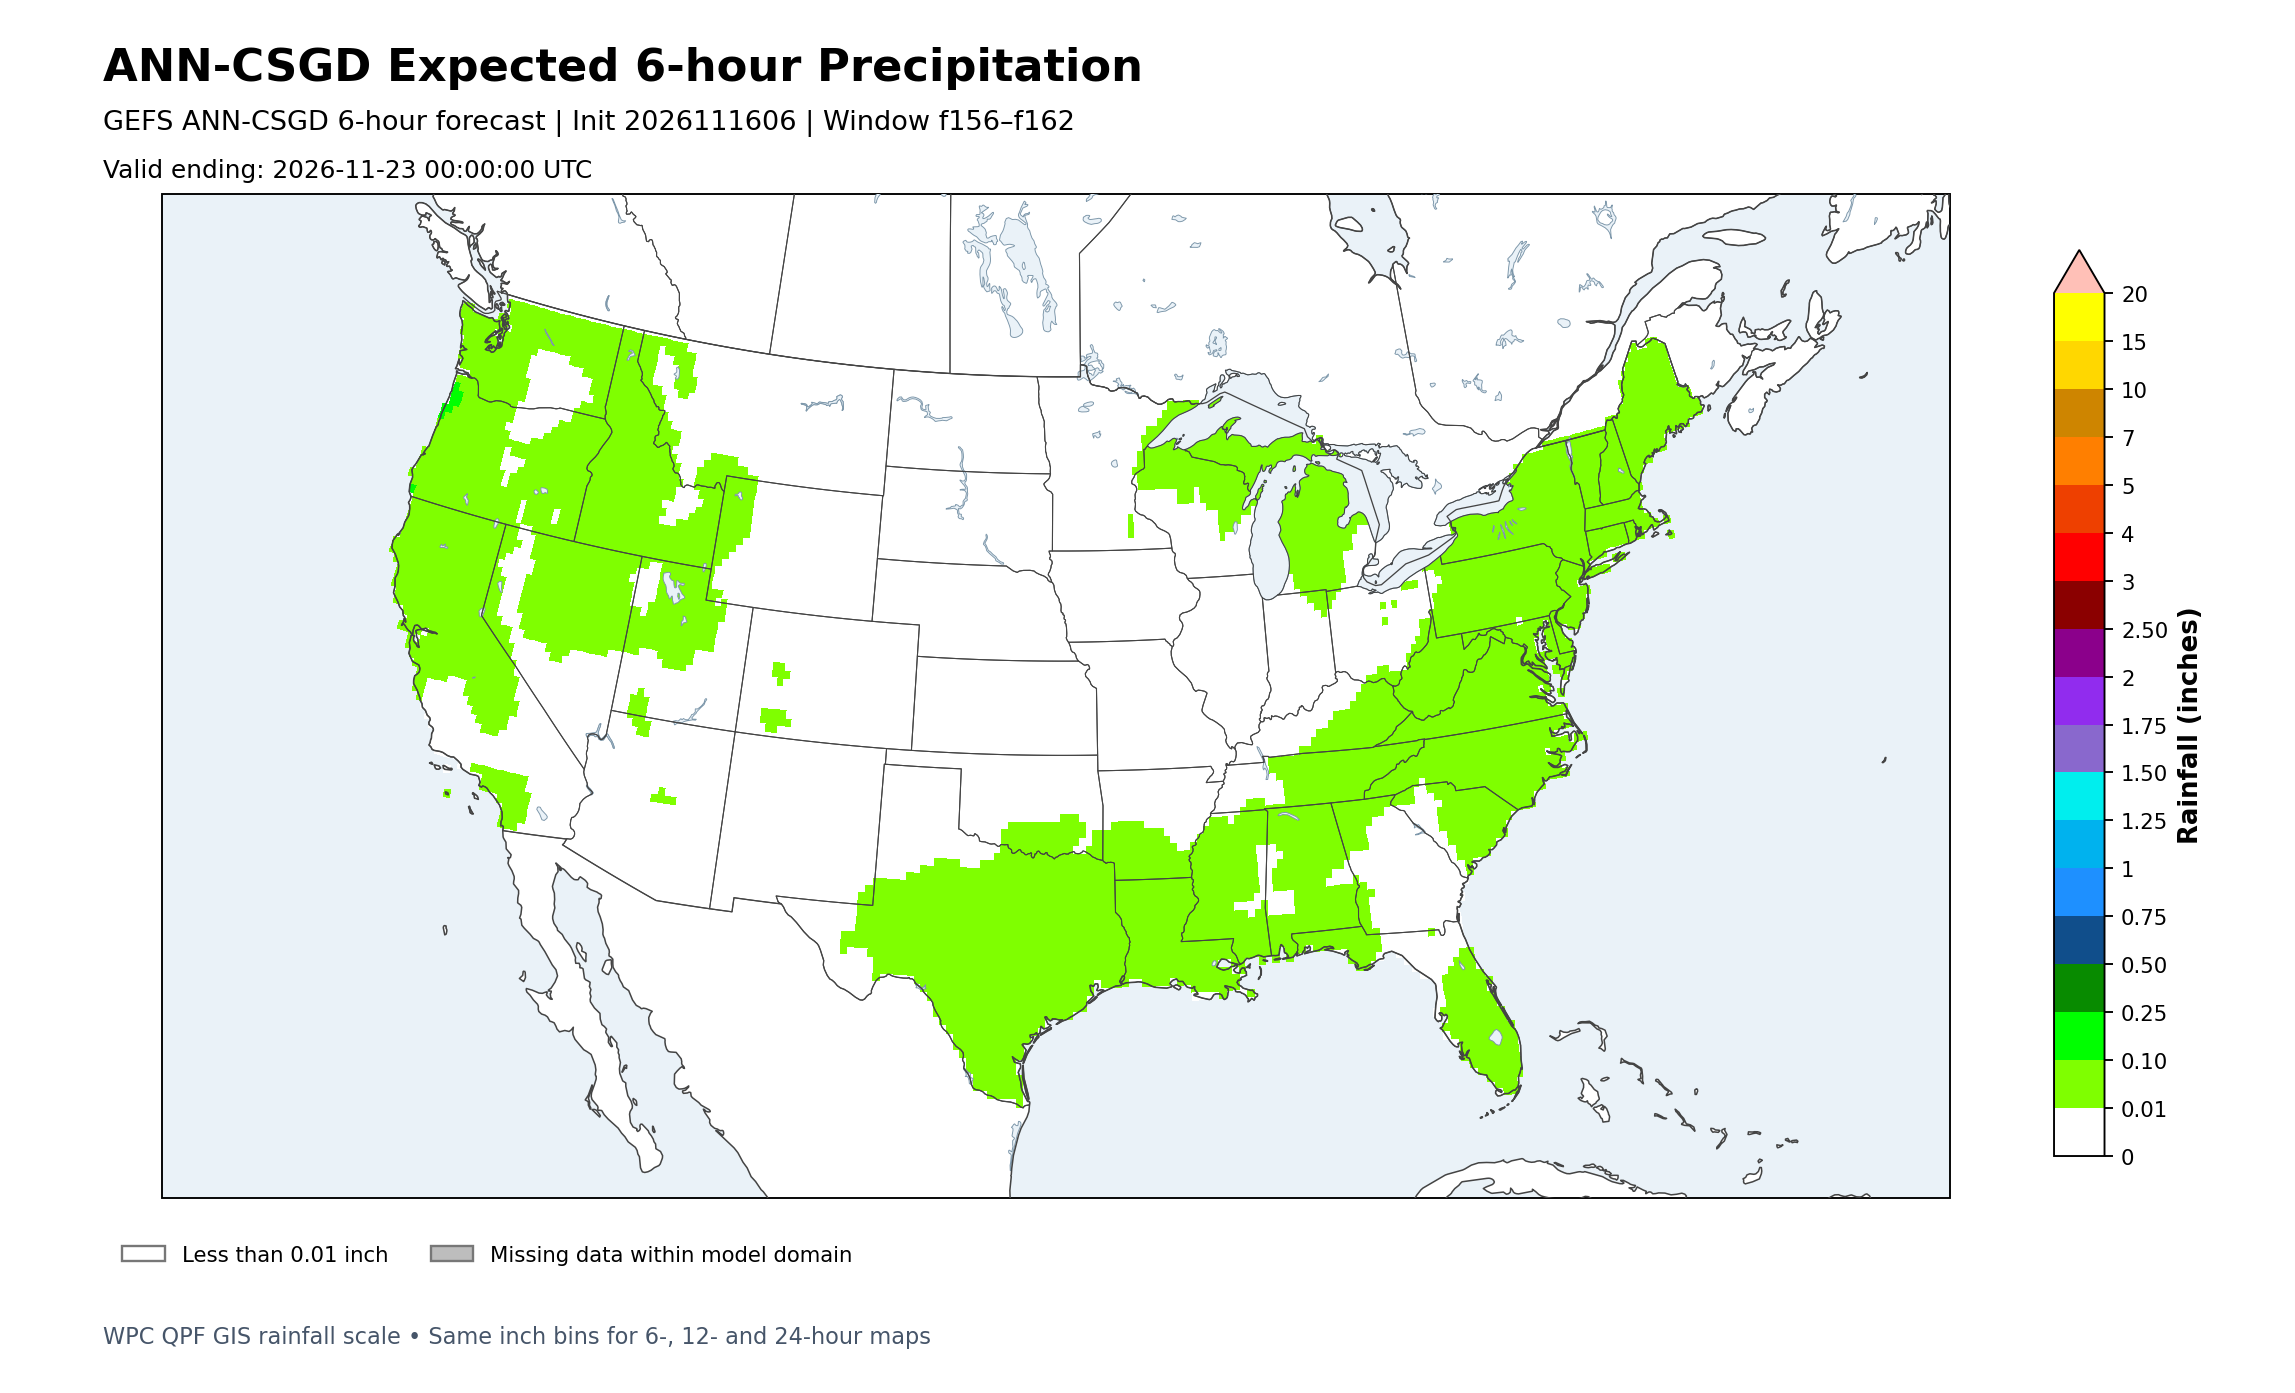 ANN-CSGD Expected 6-hour Precipitation
GEFS ANN-CSGD 6-hour forecast | Init 2026111606 | Window f156–f162
Valid ending: 2026-11-23 00:00:00 UTC
20
15
10
7
5
4
3
2.50
2
1.75
1.50
1.25
1
0.75
0.50
0.25
0.10
0.01
0
Rainfall (inches)
Less than 0.01 inch
Missing data within model domain
WPC QPF GIS rainfall scale • Same inch bins for 6-, 12- and 24-hour maps